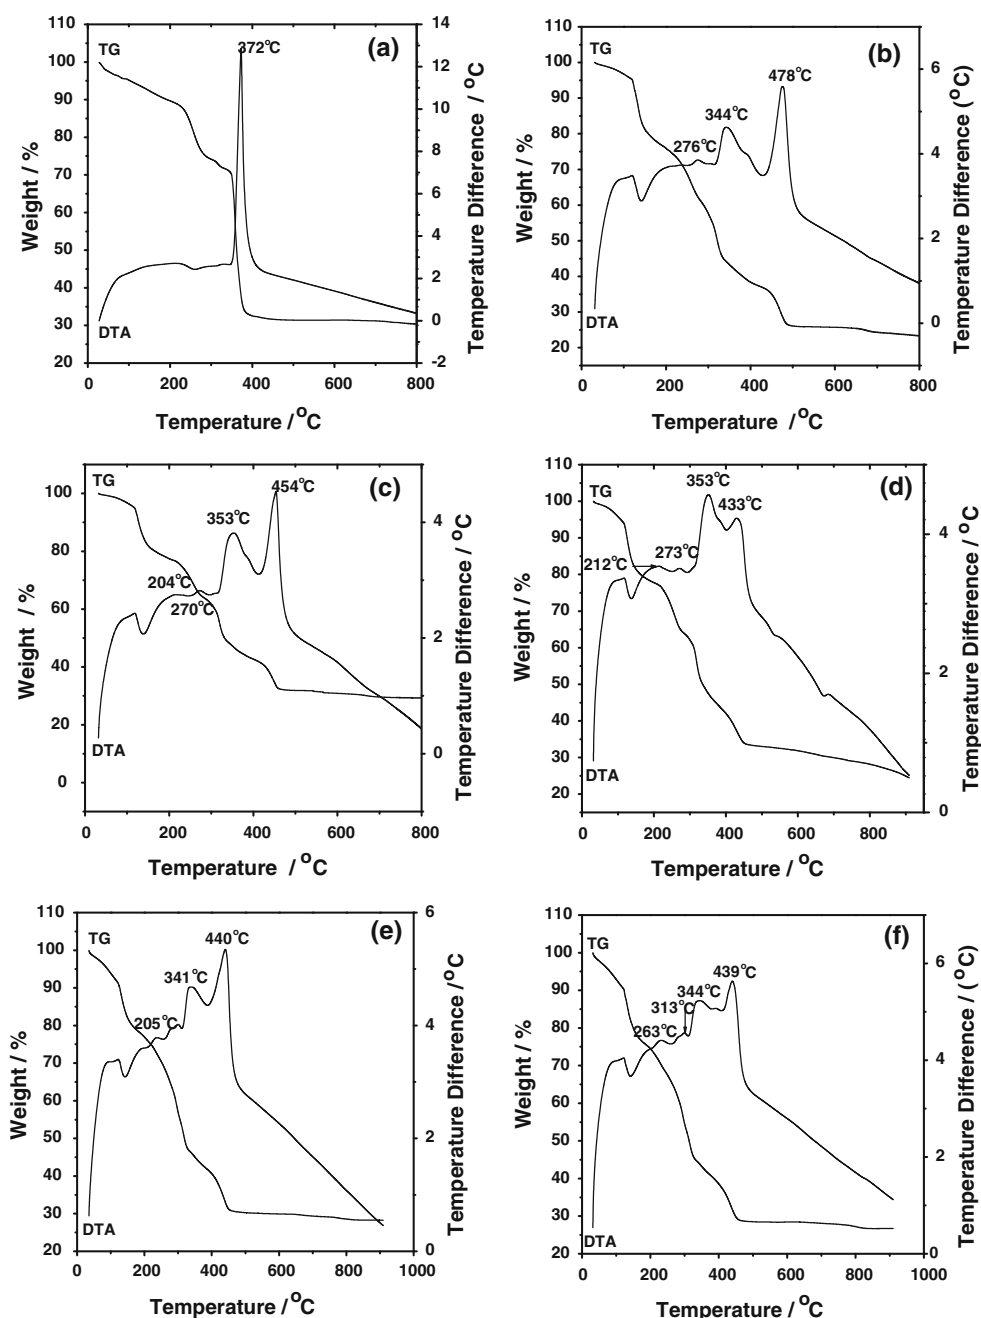 (a)
TG
372°C
DTA
110
100
90
80
70
60
50
40
30
20
14
12
10
8
6
4
2
0
-2
0 200 400 600 800
Weight / %
Temperature Difference / °C
Temperature / °C
(b)
TG
276°C
344°C
478°C
DTA
110
100
90
80
70
60
50
40
30
20
6
4
2
0
0 200 400 600 800
Weight / %
Temperature Difference (°C)
Temperature / °C
(c)
TG
204°C
270°C
353°C
454°C
DTA
100
80
60
40
20
0
4
2
0
0 200 400 600 800
Weight / %
Temperature Difference / °C
Temperature / °C
(d)
TG
212°C
273°C
353°C
433°C
DTA
110
100
90
80
70
60
50
40
30
20
4
2
0
0 200 400 600 800
Weight / %
Temperature Difference / °C
Temperature / °C
(e)
TG
205°C
341°C
440°C
DTA
110
100
90
80
70
60
50
40
30
20
6
4
2
0
0 200 400 600 800 1000
Weight / %
Temperature Difference /°C
Temperature / °C
(f)
TG
263°C
313°C
344°C
439°C
DTA
110
100
90
80
70
60
50
40
30
20
6
4
2
0
0 200 400 600 800 1000
Weight / %
Temperature Difference / (°C)
Temperature / °C